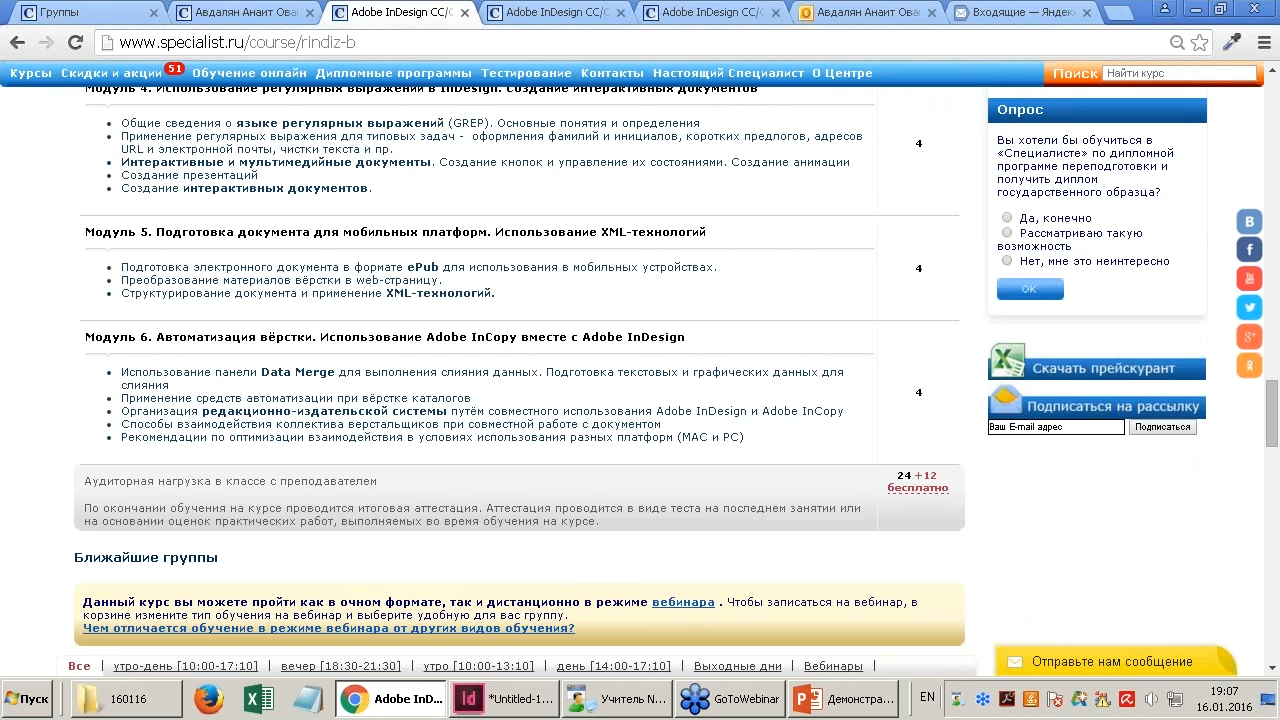 Группы
Авдалян Анаит Ова
Adobe InDesign CC/C
Adobe InDesign CC/C
Adobe InDesign CC/C
Авдалян Анаит Ова
Входящие — Яндекс
www.specialist.ru/course/rindiz-b
Курсы Скидки и акции 51 Обучение онлайн Дипломные программы Тестирование Контакты Настоящий Специалист О Центре
Поиск Найти курс
Модуль 4. Использование регулярных выражений в InDesign. Создание интерактивных документов
Общие сведения о языке регулярных выражений (GREP). Основные понятия и определения
Применение регулярных выражения для типовых задач - оформления фамилий и инициалов, коротких предлогов, адресов
URL и электронной почты, чистки текста и пр.
4
Интерактивные и мультимедийные документы. Создание кнопок и управление их состояниями. Создание анимации
Создание презентаций
Создание интерактивных документов.
Модуль 5. Подготовка документа для мобильных платформ. Использование XML-технологий
Подготовка электронного документа в формате ePub для использования в мобильных устройствах.
4
Преобразование материалов вёрстки в web-страницу.
Структурирование документа и применение XML-технологий.
Модуль 6. Автоматизация вёрстки. Использование Adobe InCopy вместе с Adobe InDesign
Использование панели Data Merge для выполнения слияния данных. Подготовка текстовых и графических данных для
слияния
4
Применение средств автоматизации при вёрстке каталогов
Организация редакционно-издательской системы путём совместного использования Adobe InDesign и Adobe InCopy
Способы взаимодействия коллектива верстальщиков при совместной работе с документом
Рекомендации по оптимизации взаимодействия в условиях использования разных платформ (MAC и PC)
Аудиторная нагрузка в классе с преподавателем
24 +12
бесплатно
По окончании обучения на курсе проводится итоговая аттестация. Аттестация проводится в виде теста на последнем занятии или
на основании оценок практических работ, выполняемых во время обучения на курсе.
Ближайшие группы
Данный курс вы можете пройти как в очном формате, так и дистанционно в режиме вебинара . Чтобы записаться на вебинар, в
корзине измените тип обучения на вебинар и выберите удобную для вас группу.
Чем отличается обучение в режиме вебинара от других видов обучения?
Все | утро-день [10:00-17:10] | вечер [18:30-21:30] | утро [10:00-13:10] | день [14:00-17:10] | Выходные дни | Вебинары |
Опрос
Вы хотели бы обучиться в
«Специалисте» по дипломной
программе переподготовки и
получить диплом
государственного образца?
Да, конечно
Рассматриваю такую
возможность
Нет, мне это неинтересно
ОК
Скачать прейскурант
Подписаться на рассылку
Ваш E-mail адрес
Подписаться
Отправьте нам сообщение
Пуск
160116
Adobe InD...
*Untitled-1...
Учитель N...
GoToWebinar
Демонстра...
EN
19:07
16.01.2016